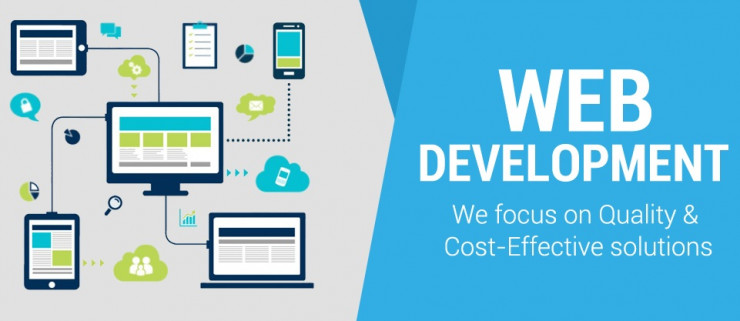 WEB
DEVELOPMENT
We focus on Quality &
Cost-Effective solutions